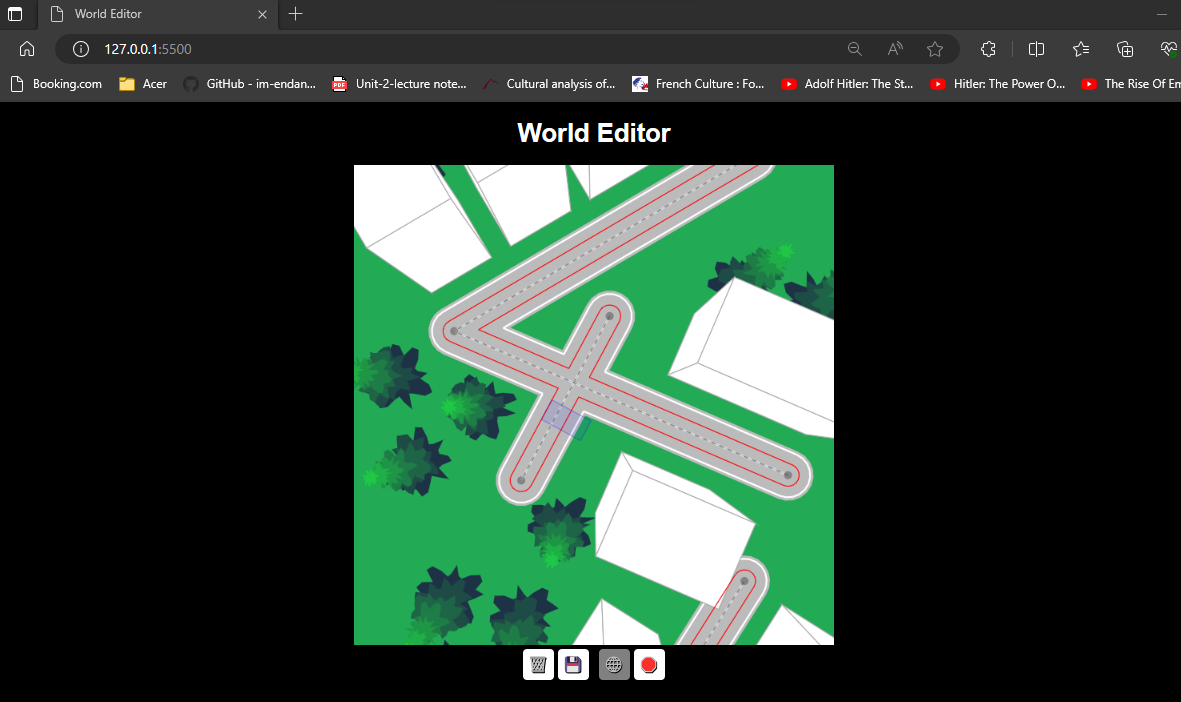 World Editor
127.0.0.1:5500
Booking.com
Acer
GitHub - im-endan...
PDF
Unit-2-lecture note...
Cultural analysis of...
French Culture : Fo...
Adolf Hitler: The St...
Hitler: The Power O...
The Rise Of Em
World Editor